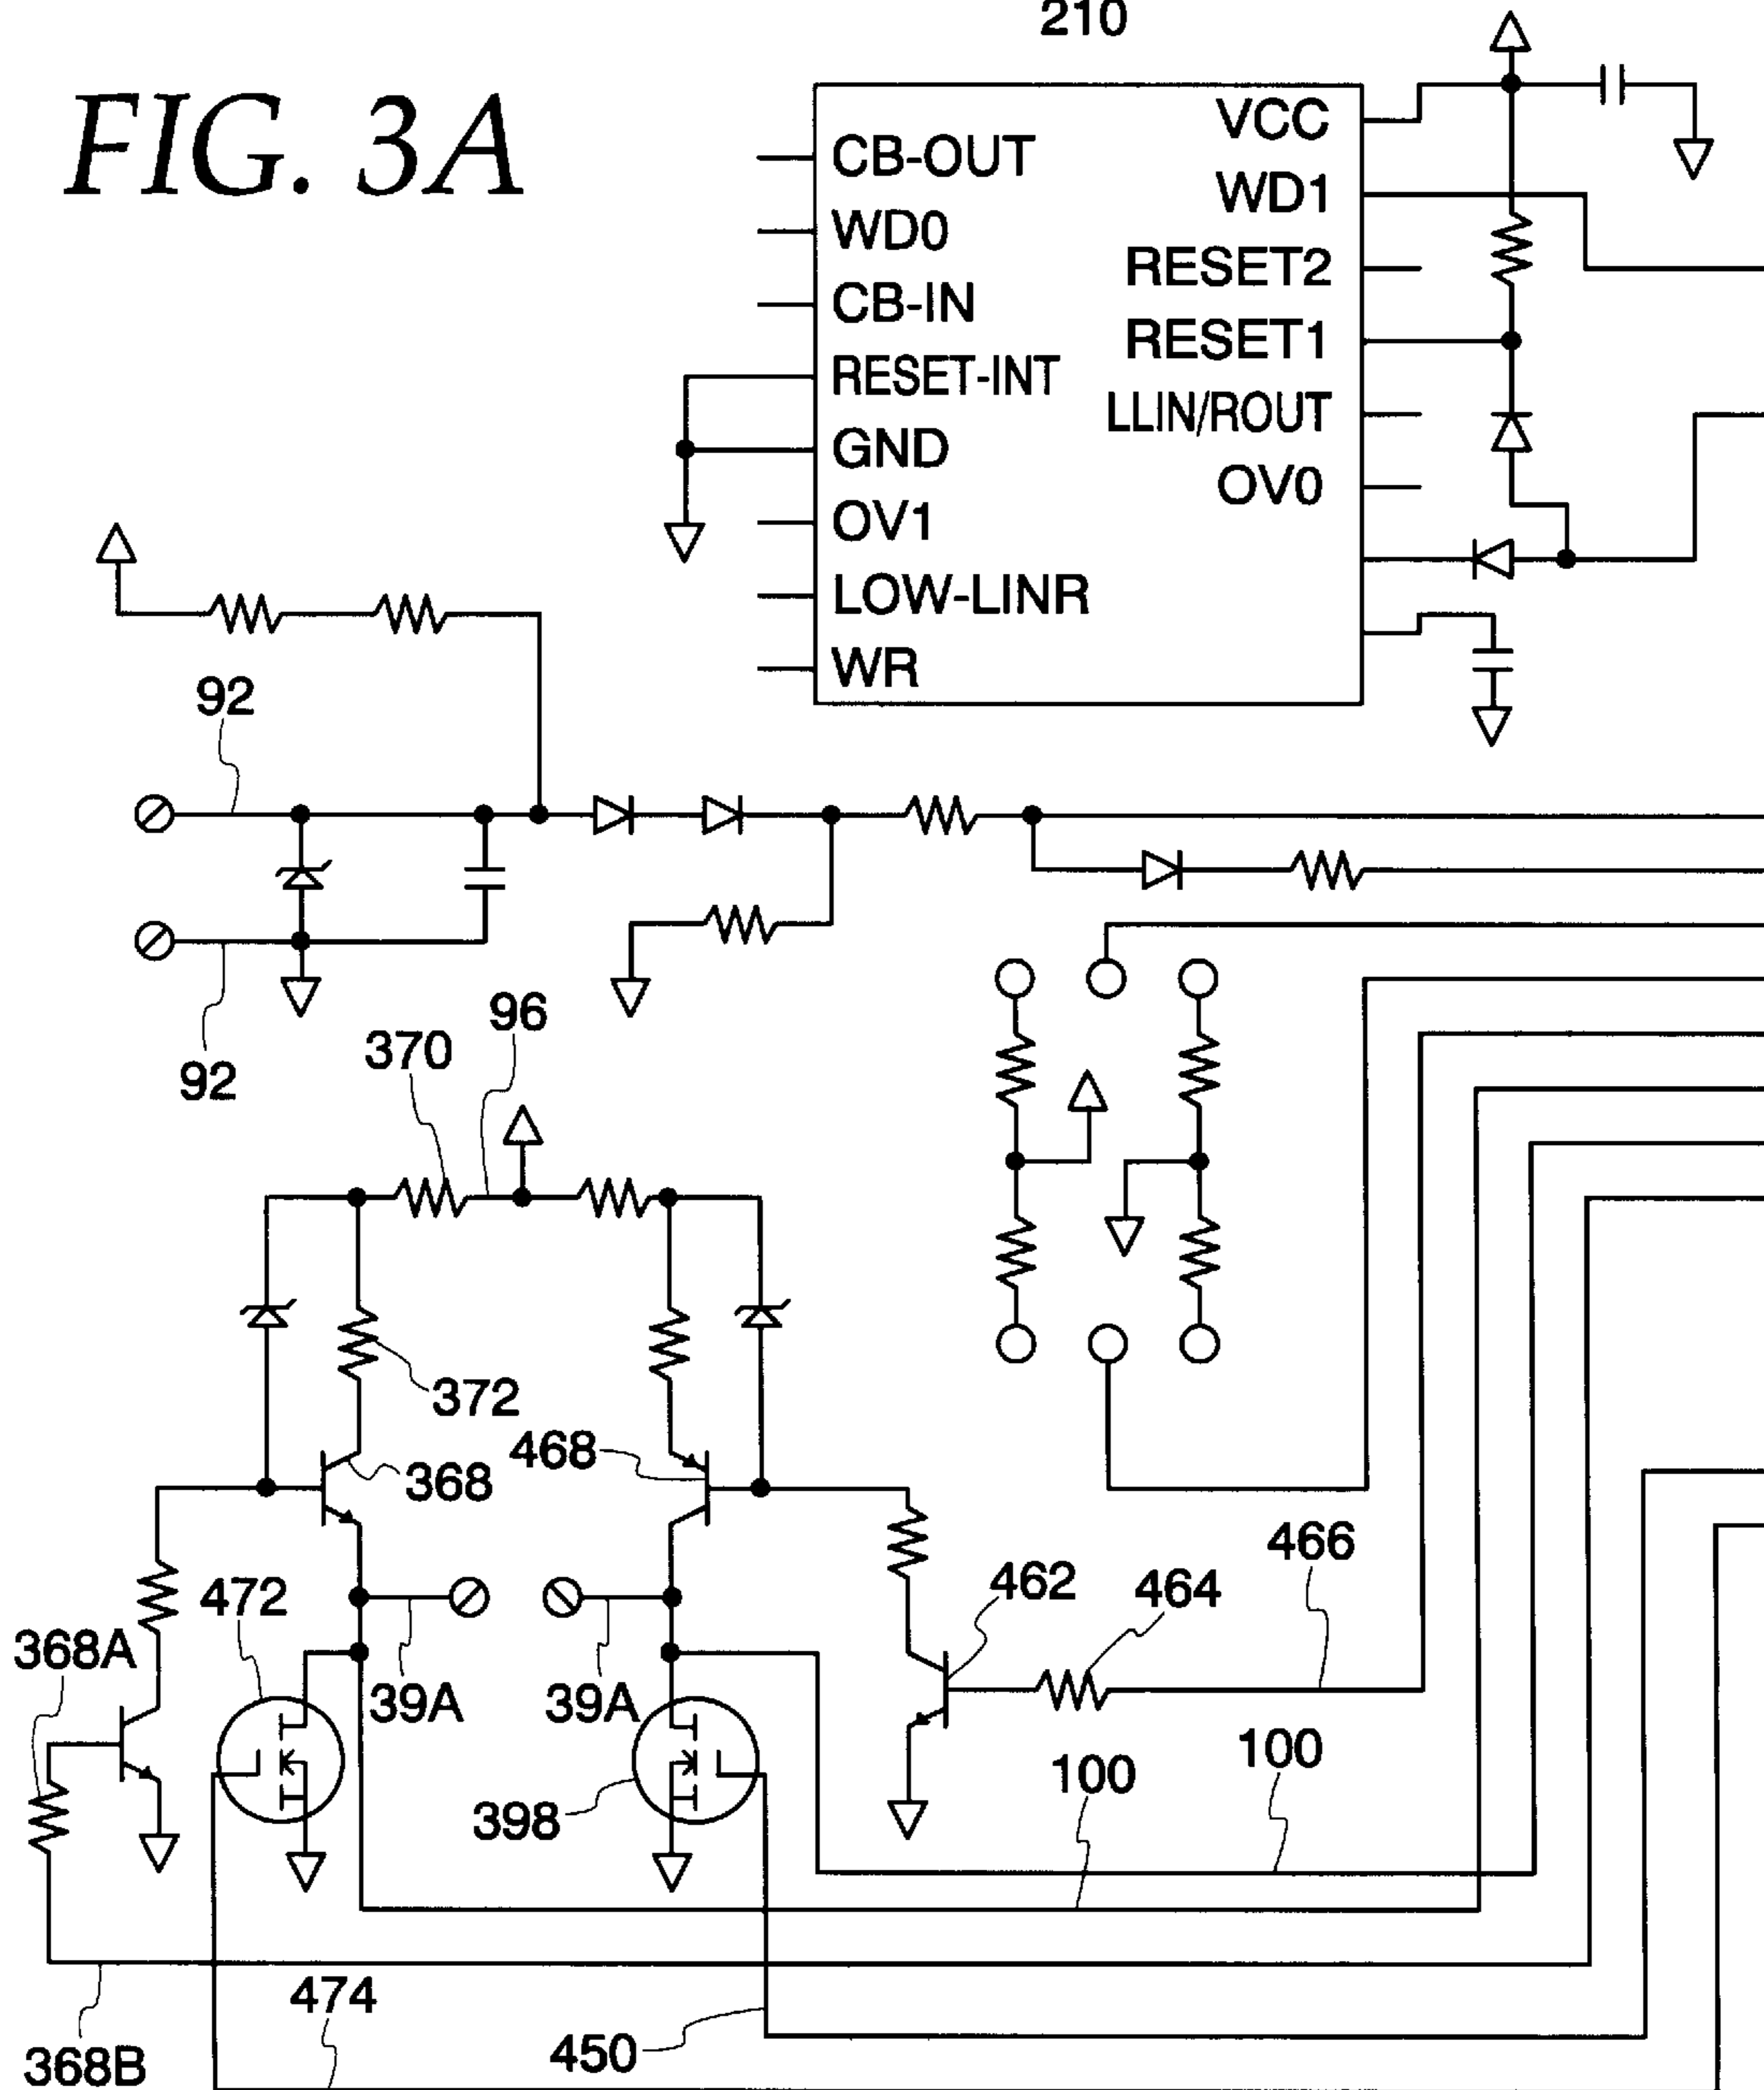 210
FIG. 3A
CB-OUT
WD0
CB-IN
RESET-INT
GND
OV1
LOW-LINR
WR
VCC
WD1
RESET2
RESET1
LLIN/ROUT
OV0
92
92
96
370
372
368
468
472
368A
39A
39A
462
464
466
398
100
100
474
450
368B